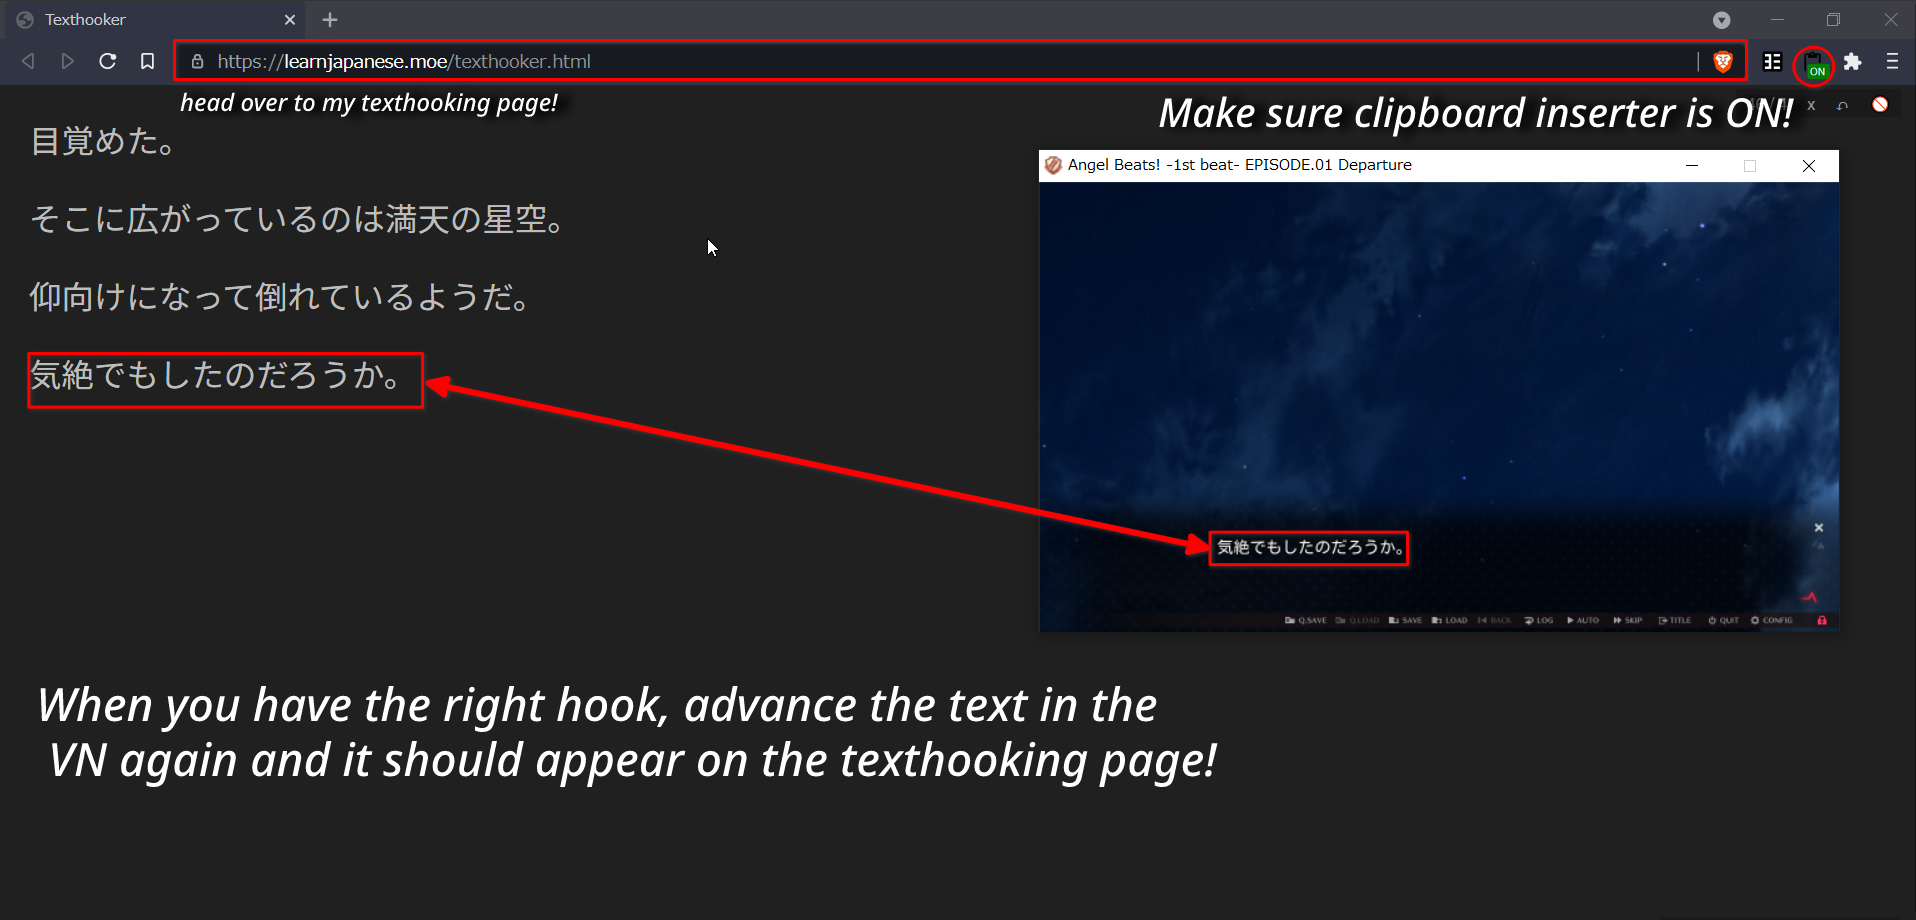 Texthooker
https://learnjapanese.moe/texthooker.html
ON
head over to my texthooking page!
Make sure clipboard inserter is ON!
x
目覚めた。
そこに広がっているのは満天の星空。
仰向けになって倒れているようだ。
気絶でもしたのだろうか。
Angel Beats! -1st beat- EPISODE.01 Departure
気絶でもしたのだろうか。
Q.SAVE Q.LOAD SAVE LOAD BACK LOG AUTO SKIP TITLE QUIT CONFIG
When you have the right hook, advance the text in the
VN again and it should appear on the texthooking page!